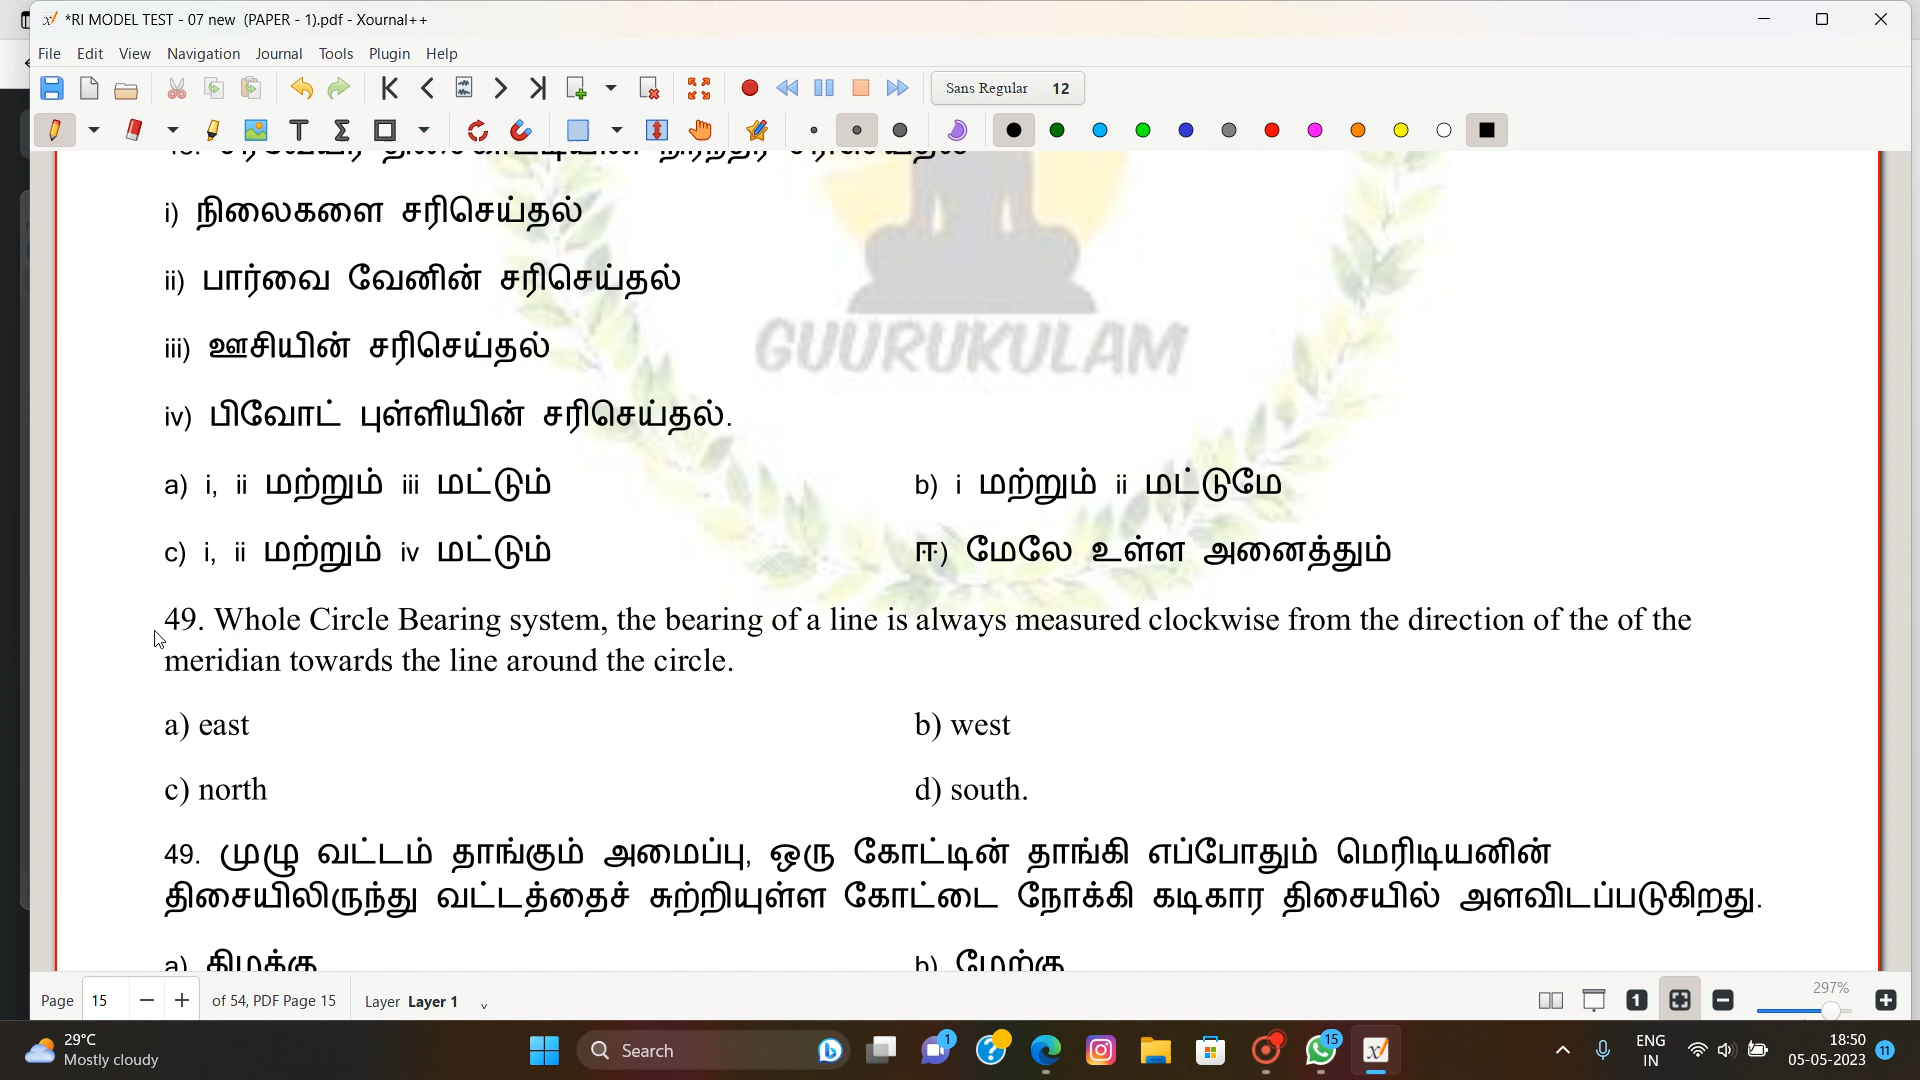 *RI MODEL TEST - 07 new  (PAPER - 1).pdf - Xournal++
File Edit View Navigation Journal Tools Plugin Help
Sans Regular 12
i) நிலைகளை சரிசெய்தல்
ii) பார்வை வேனின் சரிசெய்தல்
GUURUKULAM
iii) ஊசியின் சரிசெய்தல்
iv) பிவோட் புள்ளியின் சரிசெய்தல்.
a) i, ii மற்றும் iii மட்டும் b) i மற்றும் ii மட்டுமே
c) i, ii மற்றும் iv மட்டும் ஈ) மேலே உள்ள அனைத்தும்
49. Whole Circle Bearing system, the bearing of a line is always measured clockwise from the direction of the of the
meridian towards the line around the circle.
a) east b) west
c) north d) south.
49. முழு வட்டம் தாங்கும் அமைப்பு, ஒரு கோட்டின் தாங்கி எப்போதும் மெரிடியனின்
திசையிலிருந்து வட்டத்தைச் சுற்றியுள்ள கோட்டை நோக்கி கடிகார திசையில் அளவிடப்படுகிறது.
a) கிழக்கு b) மேற்கு
Page 15 of 54, PDF Page 15 Layer Layer 1 297%
29°C
Mostly cloudy
Search
1
15
ENG
IN
18:50
05-05-2023
11